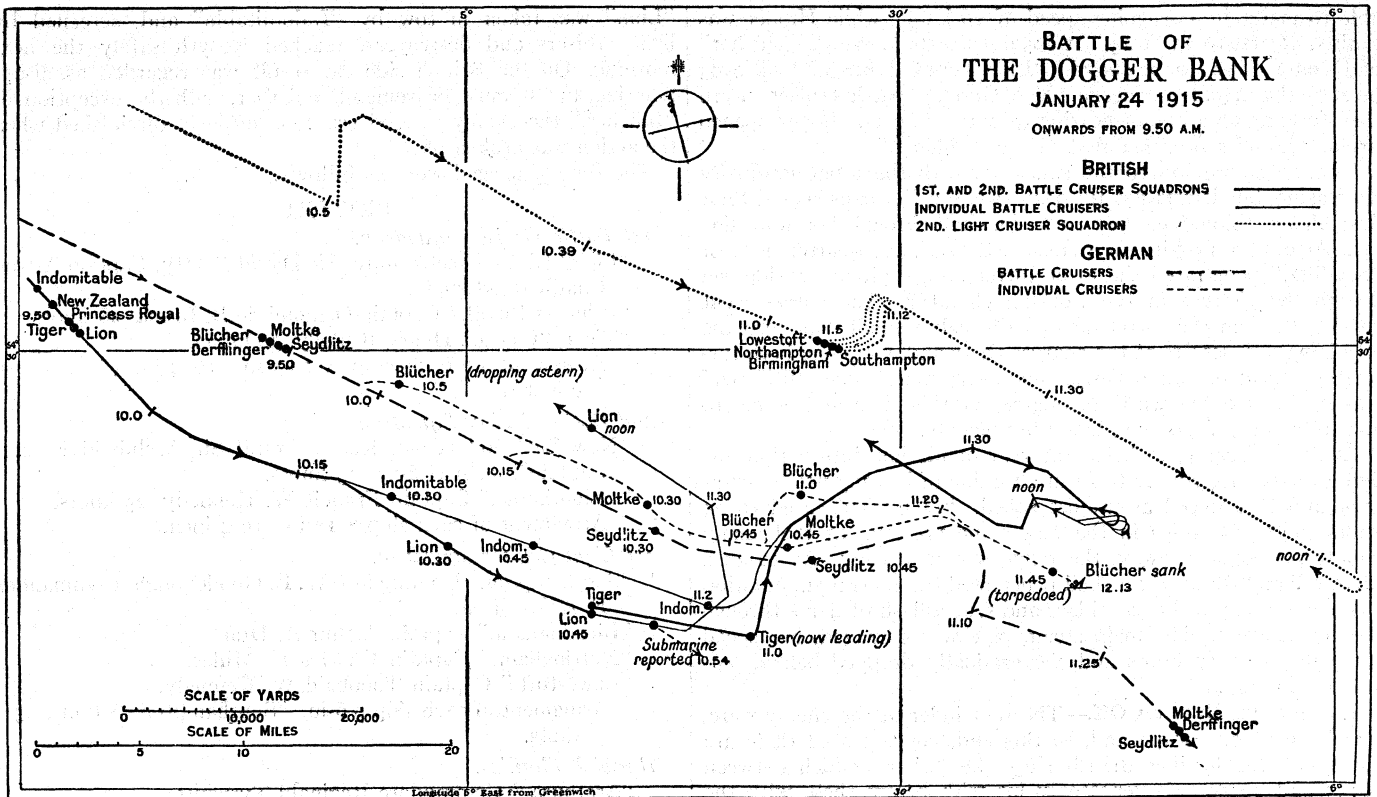 5°
30'
6°
BATTLE OF
THE DOGGER BANK
JANUARY 24 1915
ONWARDS FROM 9.50 A.M.
BRITISH
1ST. AND 2ND. BATTLE CRUISER SQUADRONS
INDIVIDUAL BATTLE CRUISERS
2ND. LIGHT CRUISER SQUADRON
GERMAN
BATTLE CRUISERS
INDIVIDUAL CRUISERS
10.5
10.39
11.0
11.5
Lowestoft
Northampton
Birmingham
Southampton
11.12
11.30
noon
Indomitable
9.50
New Zealand
Princess Royal
Tiger
Lion
Blücher
Moltke
Derfflinger
Seydlitz
9.50
54°
30'
10.0
Blücher (dropping astern)
10.5
10.0
Lion
noon
10.15
10.15
Indomitable
10.30
Moltke
10.30
Seydlitz
10.30
11.30
Blücher
10.45
Blücher
11.0
Moltke
10.45
Seydlitz 10.45
11.30
11.20
noon
Lion
10.30
Indom.
10.45
Tiger
Lion
10.45
11.2
Indom.
Submarine
reported 10.54
Tiger (now leading)
11.0
11.45
(torpedoed)
Blücher sank
12.13
11.10
11.25
Moltke
Derfflinger
Seydlitz
SCALE OF YARDS
0
10,000
20,000
SCALE OF MILES
0
5
10
20
Longitude 5° East from Greenwich
30'
6°